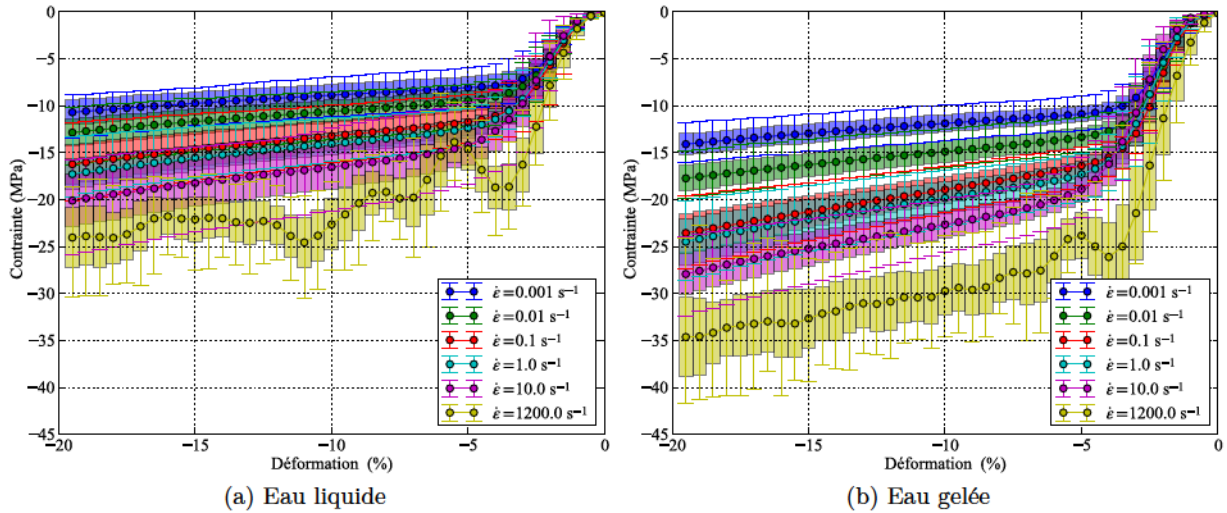 0
−5
−10
−15
−20
−25
−30
−35
−40
−45
Contrainte (MPa)
−20
−15
−10
−5
0
Déformation (%)
ε̇=0.001 s⁻¹
ε̇=0.01 s⁻¹
ε̇=0.1 s⁻¹
ε̇=1.0 s⁻¹
ε̇=10.0 s⁻¹
ε̇=1200.0 s⁻¹
(a) Eau liquide
0
−5
−10
−15
−20
−25
−30
−35
−40
−45
Contrainte (MPa)
−20
−15
−10
−5
0
Déformation (%)
ε̇=0.001 s⁻¹
ε̇=0.01 s⁻¹
ε̇=0.1 s⁻¹
ε̇=1.0 s⁻¹
ε̇=10.0 s⁻¹
ε̇=1200.0 s⁻¹
(b) Eau gelée